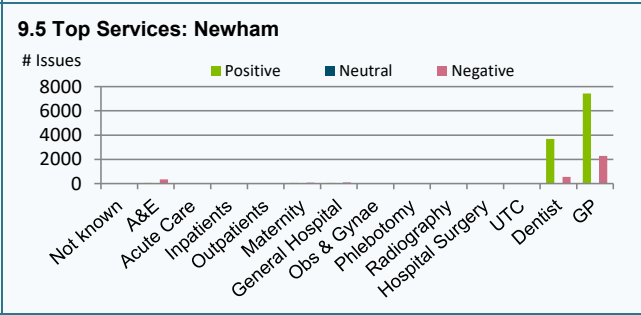 9.5 Top Services: Newham
# Issues
Positive
Neutral
Negative
8000
6000
4000
2000
0
Not known
A&E
Acute Care
Inpatients
Outpatients
Maternity
General Hospital
Obs & Gynae
Phlebotomy
Radiography
Hospital Surgery
UTC
Dentist
GP